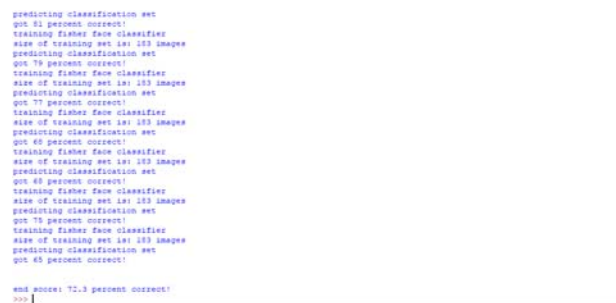 predicting classification set
got 81 percent correct!
training fisher face classifier
size of training set is: 183 images
predicting classification set
got 79 percent correct!
training fisher face classifier
size of training set is: 183 images
predicting classification set
got 77 percent correct!
training fisher face classifier
size of training set is: 183 images
predicting classification set
got 68 percent correct!
training fisher face classifier
size of training set is: 183 images
predicting classification set
got 68 percent correct!
training fisher face classifier
size of training set is: 183 images
predicting classification set
got 75 percent correct!
training fisher face classifier
size of training set is: 183 images
predicting classification set
got 65 percent correct!
end score: 72.3 percent correct!
>>>